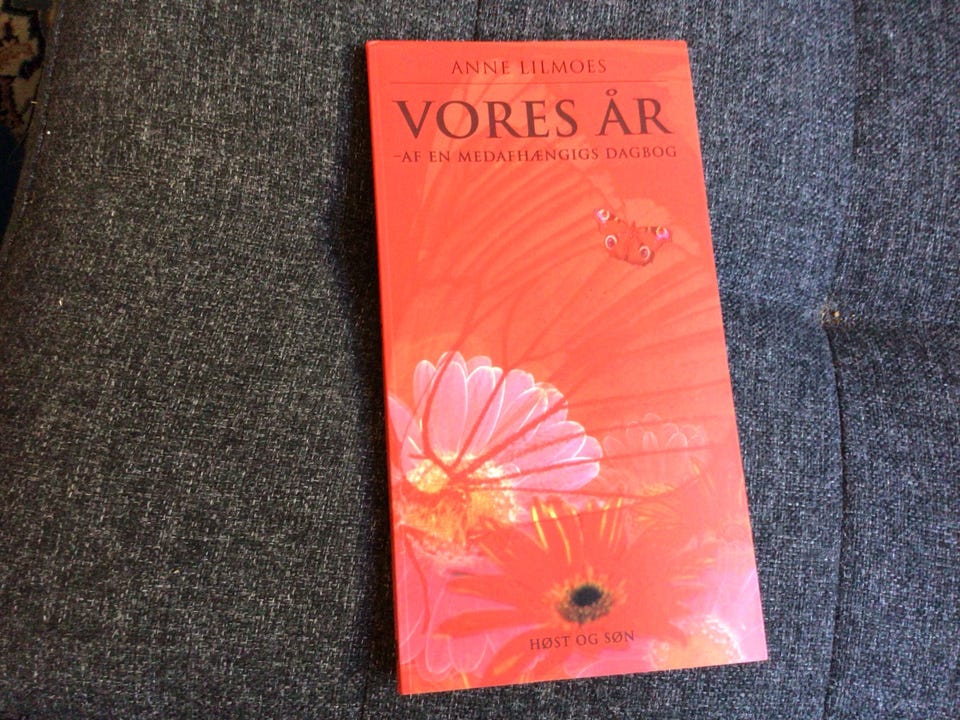 ANNE LILMOES
VORES ÅR
–AF EN MEDAFHÆNGIGS DAGBOG
HØST OG SØN